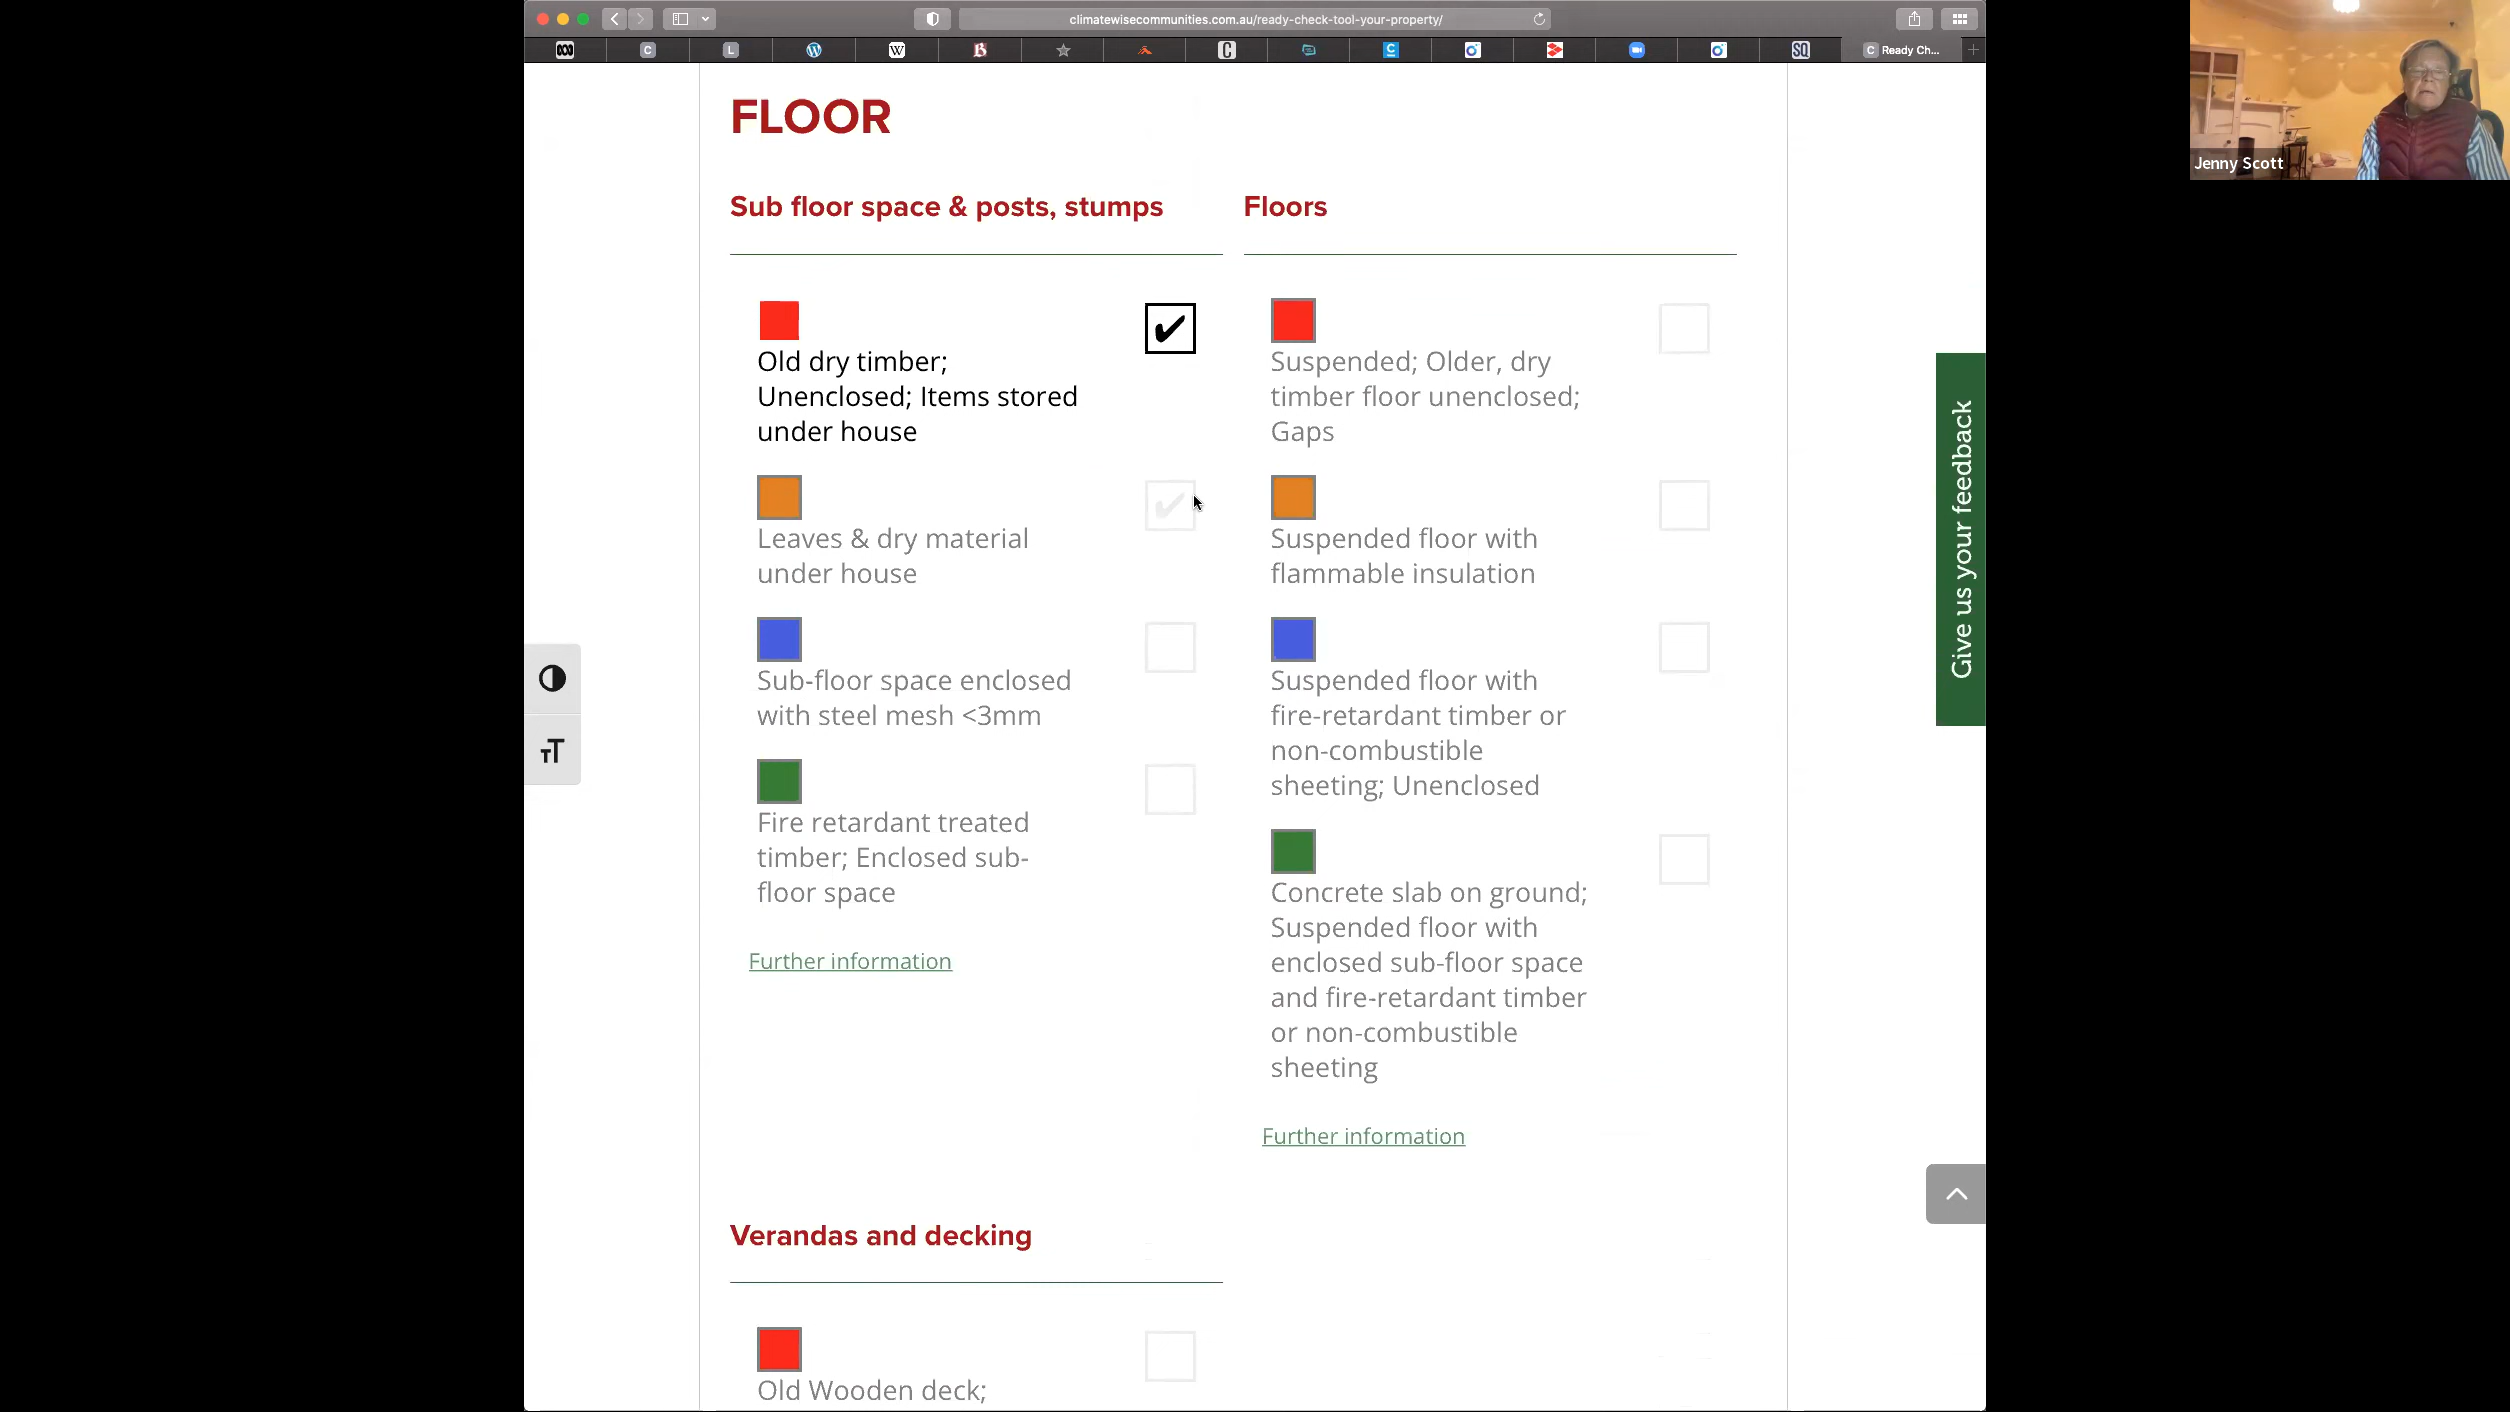 climatewisecommunities.com.au/ready-check-tool-your-property/
C
L
W
C
C
SQ
C Ready Ch...
Jenny Scott
FLOOR
Sub floor space & posts, stumps
Old dry timber;
Unenclosed; Items stored
under house
Leaves & dry material
under house
Sub-floor space enclosed
with steel mesh <3mm
Fire retardant treated
timber; Enclosed sub-
floor space
Further information
Floors
Suspended; Older, dry
timber floor unenclosed;
Gaps
Suspended floor with
flammable insulation
Suspended floor with
fire-retardant timber or
non-combustible
sheeting; Unenclosed
Concrete slab on ground;
Suspended floor with
enclosed sub-floor space
and fire-retardant timber
or non-combustible
sheeting
Further information
Verandas and decking
Old Wooden deck;
Give us your feedback
TT